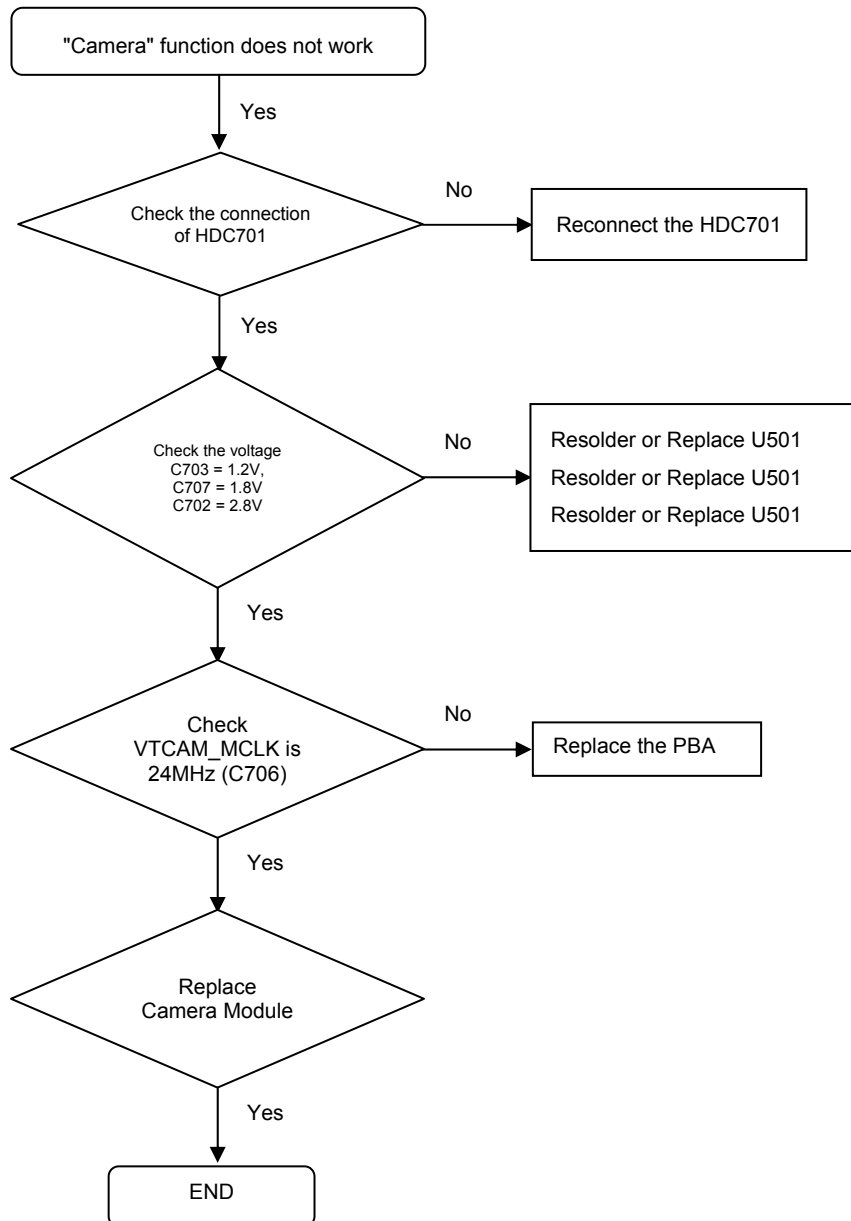 "Camera" function does not work
Yes
Check the connection
of HDC701
No
Reconnect the HDC701
Yes
Check the voltage
C703 = 1.2V,
C707 = 1.8V
C702 = 2.8V
No
Resolder or Replace U501
Resolder or Replace U501
Resolder or Replace U501
Yes
Check
VTCAM_MCLK is
24MHz (C706)
No
Replace the PBA
Yes
Replace
Camera Module
Yes
END